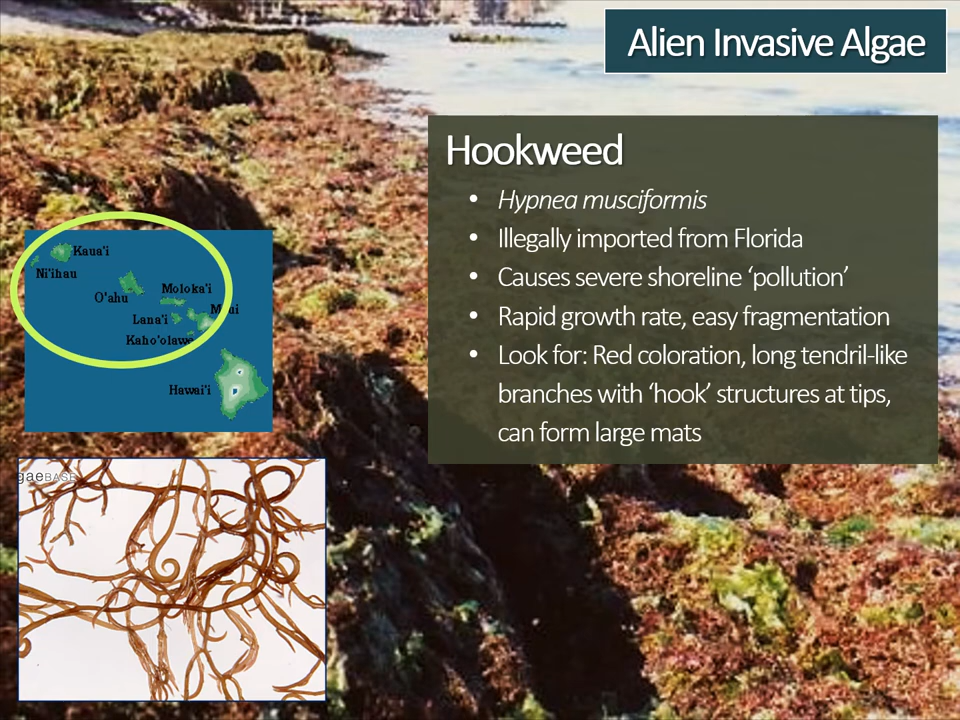 Alien Invasive Algae
Hookweed
• Hypnea musciformis
• Illegally imported from Florida
• Causes severe shoreline ‘pollution’
• Rapid growth rate, easy fragmentation
• Look for: Red coloration, long tendril-like
branches with ‘hook’ structures at tips,
can form large mats
Kaua'i
Ni'ihau
O'ahu
Moloka'i
Lana'i
Kaho'olawe
Hawai'i
gaeBASE